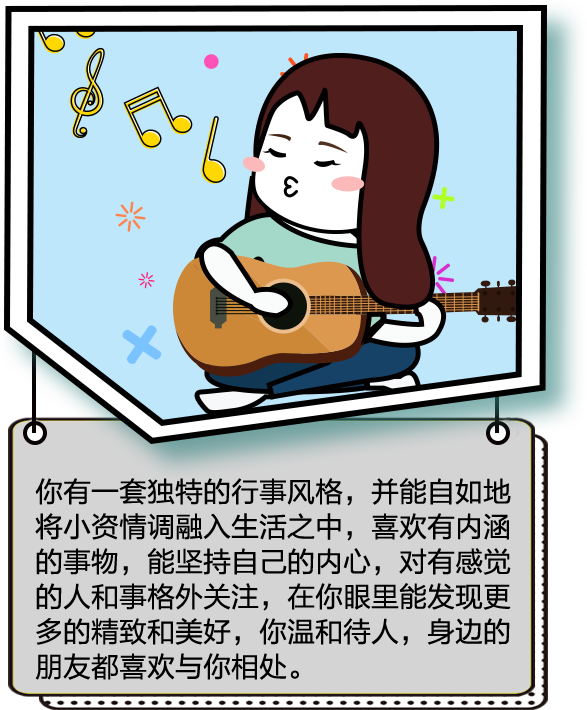 你有一套独特的行事风格，并能自如地
将小资情调融入生活之中，喜欢有内涵
的事物，能坚持自己的内心，对有感觉
的人和事格外关注，在你眼里能发现更
多的精致和美好，你温和待人，身边的
朋友都喜欢与你相处。